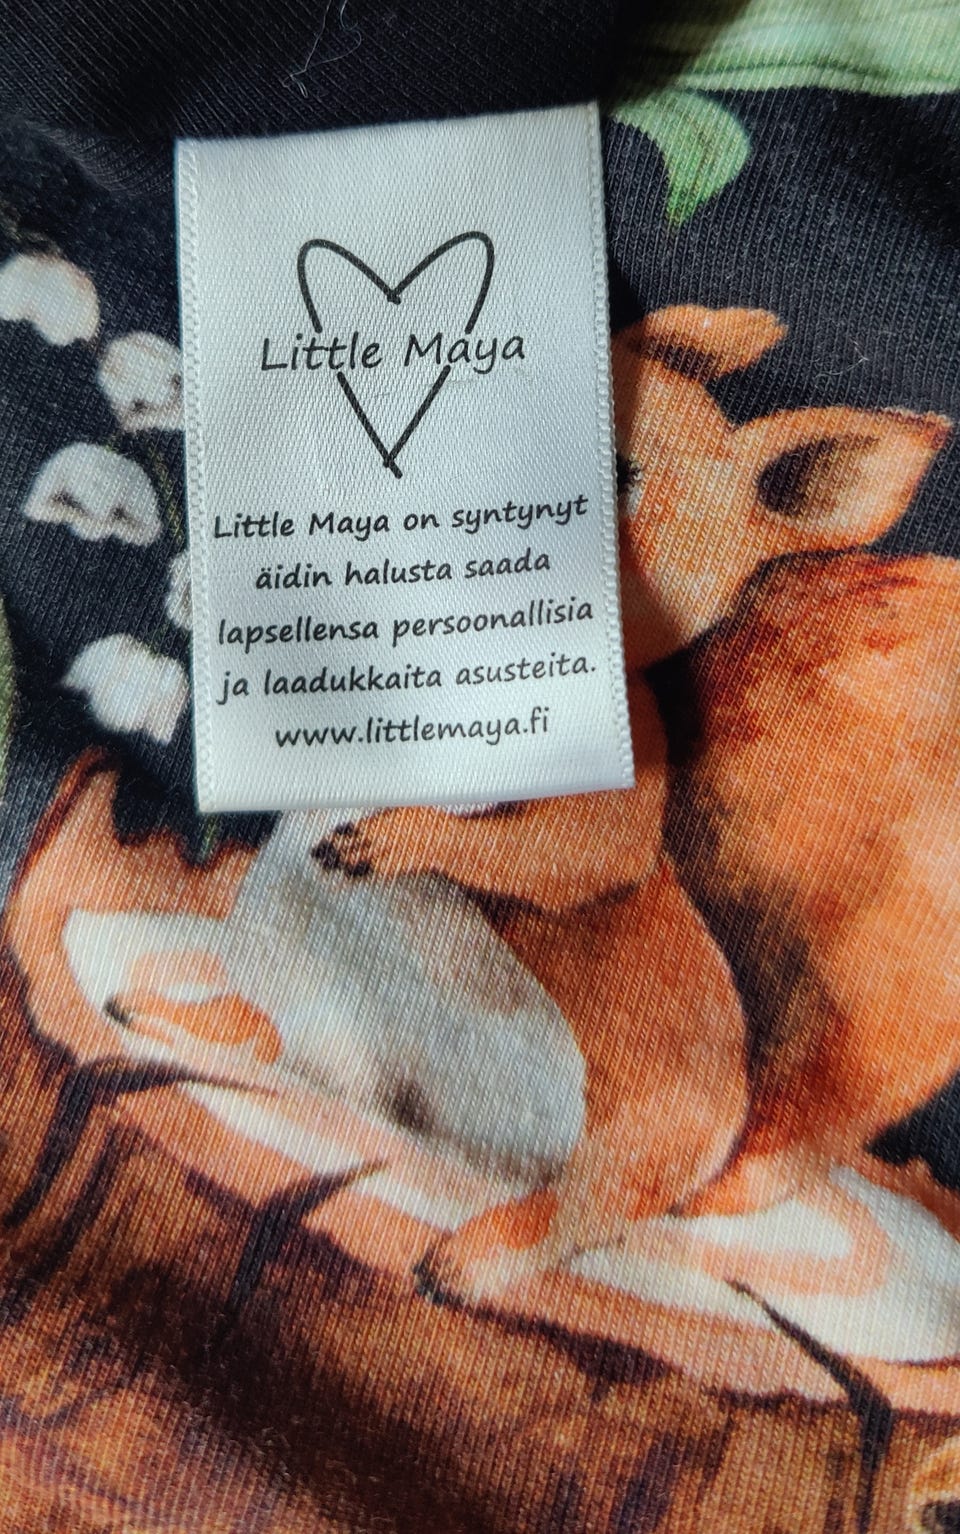 Little Maya
Little Maya on syntynyt
äidin halusta saada
lapsellensa persoonallisia
ja laadukkaita asusteita.
www.littlemaya.fi